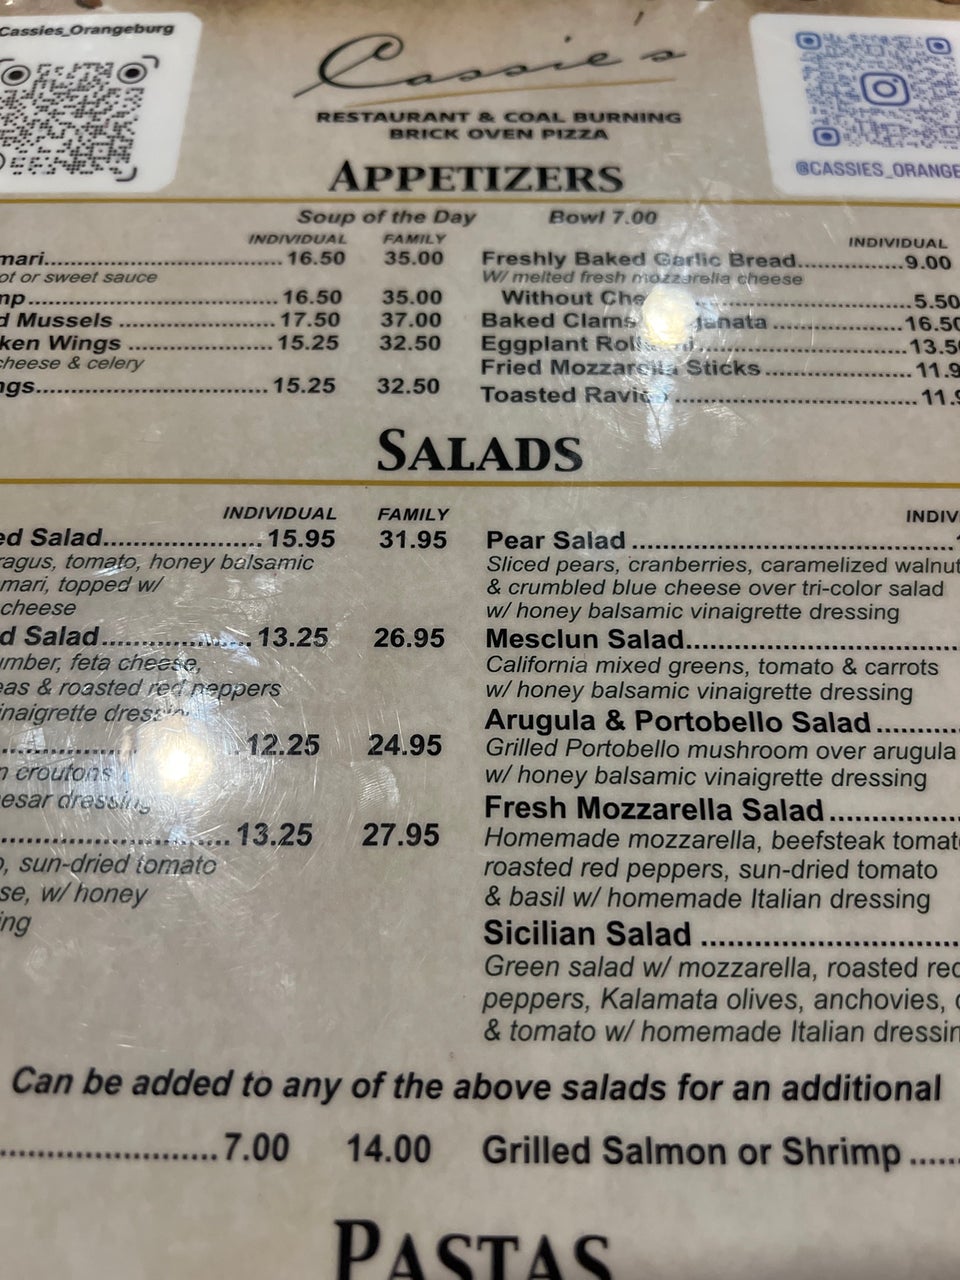 Cassies_Orangeburg
Cassie's
RESTAURANT & COAL BURNING
BRICK OVEN PIZZA
@CASSIES_ORANGE
APPETIZERS
Soup of the Day Bowl 7.00
INDIVIDUAL FAMILY
mari 16.50 35.00
ot or sweet sauce
mp 16.50 35.00
d Mussels 17.50 37.00
ken Wings 15.25 32.50
cheese & celery
ngs 15.25 32.50
INDIVIDUAL
Freshly Baked Garlic Bread 9.00
W/ melted fresh mozzarella cheese
Without Che 5.50
Baked Clams ganata 16.50
Eggplant Roll 13.50
Fried Mozzarella Sticks 11.9
Toasted Ravio 11.9
SALADS
INDIVIDUAL FAMILY
ed Salad 15.95 31.95
ragus, tomato, honey balsamic
mari, topped w/
cheese
d Salad 13.25 26.95
umber, feta cheese,
eas & roasted red peppers
inaigrette dressin
12.25 24.95
n croutons
esar dressing
13.25 27.95
o, sun-dried tomato
se, w/ honey
ing
INDIV
Pear Salad
Sliced pears, cranberries, caramelized walnut
& crumbled blue cheese over tri-color salad
w/ honey balsamic vinaigrette dressing
Mesclun Salad
California mixed greens, tomato & carrots
w/ honey balsamic vinaigrette dressing
Arugula & Portobello Salad
Grilled Portobello mushroom over arugula
w/ honey balsamic vinaigrette dressing
Fresh Mozzarella Salad
Homemade mozzarella, beefsteak tomat
roasted red peppers, sun-dried tomato
& basil w/ homemade Italian dressing
Sicilian Salad
Green salad w/ mozzarella, roasted red
peppers, Kalamata olives, anchovies,
& tomato w/ homemade Italian dressin
Can be added to any of the above salads for an additional
7.00 14.00 Grilled Salmon or Shrimp
PASTAS